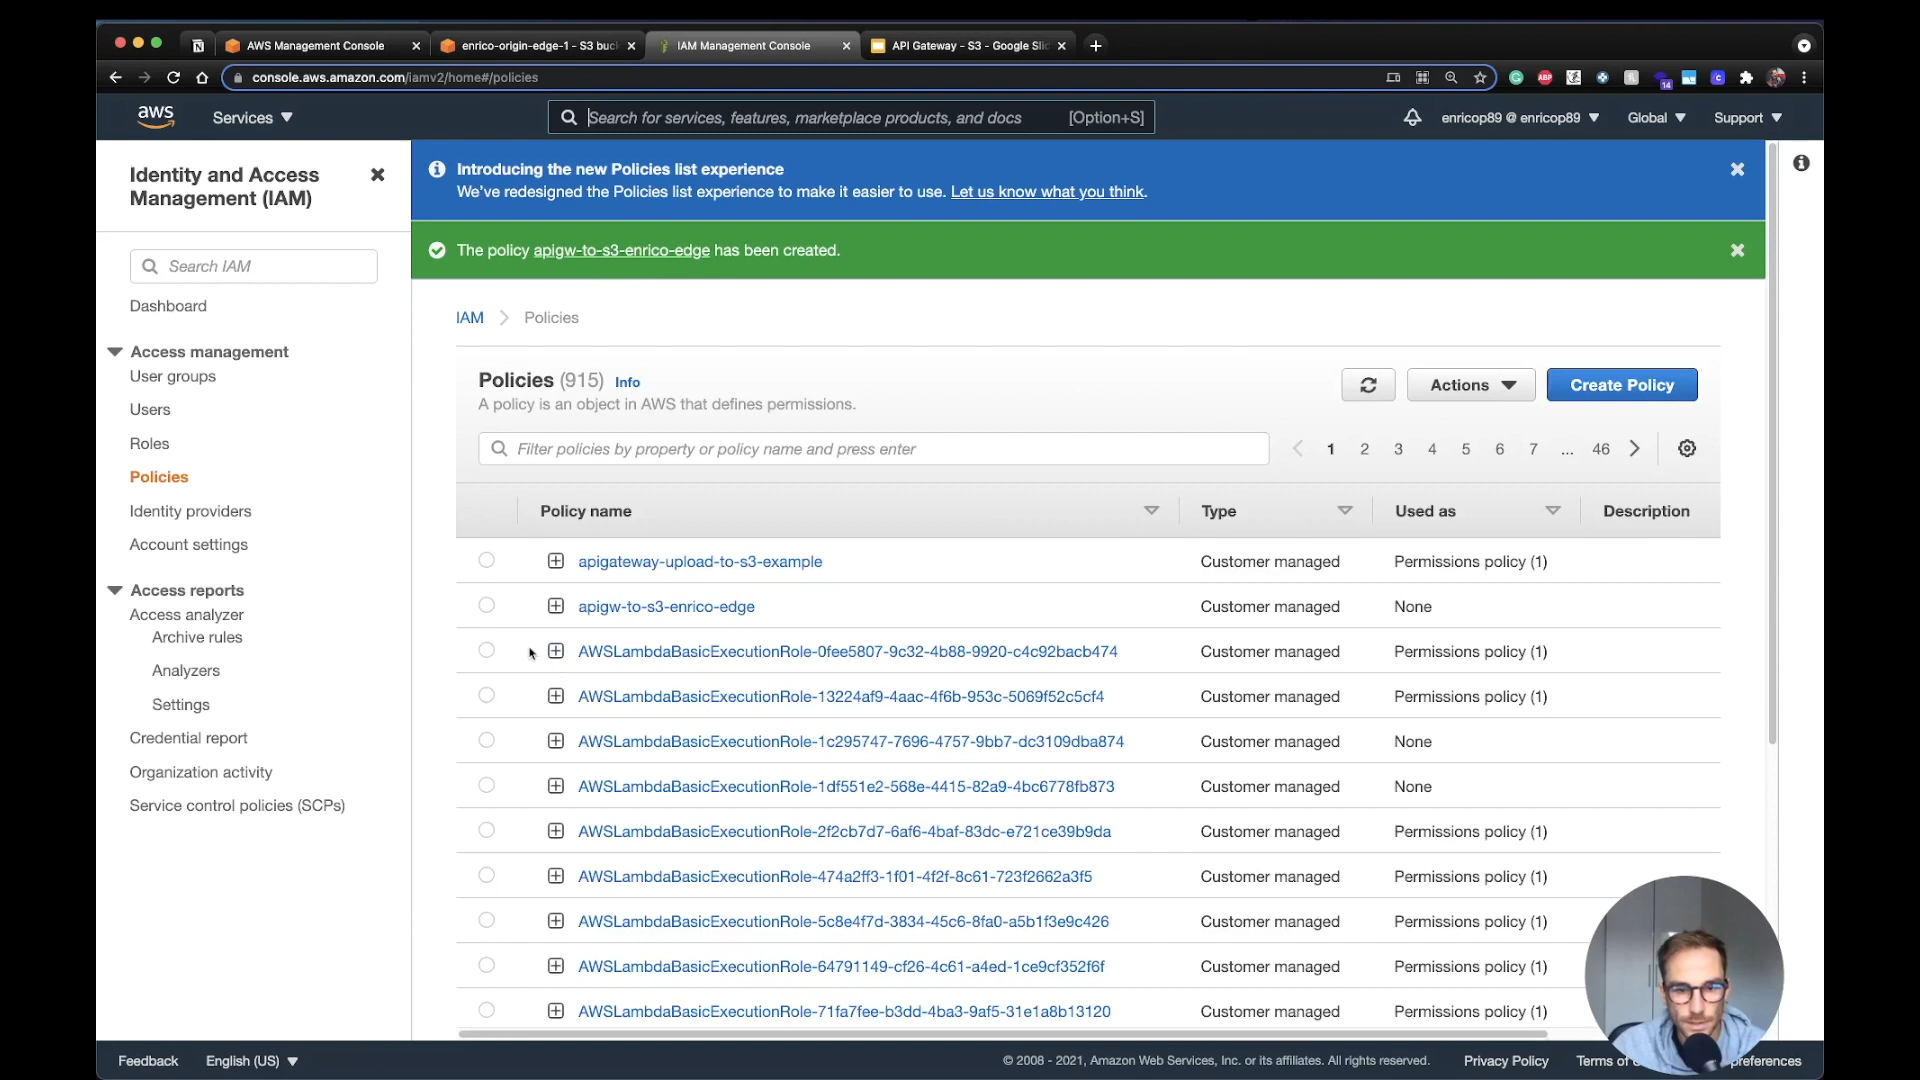 AWS Management Console
enrico-origin-edge-1 - S3 buc
IAM Management Console
API Gateway - S3 - Google Slid
console.aws.amazon.com/iamv2/home#/policies
ABP
14
aws
Services
Search for services, features, marketplace products, and docs
[Option+S]
enricop89 @ enricop89
Global
Support
Identity and Access
Management (IAM)
Search IAM
Dashboard
Access management
User groups
Users
Roles
Policies
Identity providers
Account settings
Access reports
Access analyzer
Archive rules
Analyzers
Settings
Credential report
Organization activity
Service control policies (SCPs)
Introducing the new Policies list experience
We've redesigned the Policies list experience to make it easier to use. Let us know what you think.
The policy apigw-to-s3-enrico-edge has been created.
IAM
Policies
Policies (915) Info
A policy is an object in AWS that defines permissions.
Actions
Create Policy
Filter policies by property or policy name and press enter
1 2 3 4 5 6 7 ... 46
Policy name Type Used as Description
apigateway-upload-to-s3-example Customer managed Permissions policy (1)
apigw-to-s3-enrico-edge Customer managed None
AWSLambdaBasicExecutionRole-0fee5807-9c32-4b88-9920-c4c92bacb474 Customer managed Permissions policy (1)
AWSLambdaBasicExecutionRole-13224af9-4aac-4f6b-953c-5069f52c5cf4 Customer managed Permissions policy (1)
AWSLambdaBasicExecutionRole-1c295747-7696-4757-9bb7-dc3109dba874 Customer managed None
AWSLambdaBasicExecutionRole-1df551e2-568e-4415-82a9-4bc6778fb873 Customer managed None
AWSLambdaBasicExecutionRole-2f2cb7d7-6af6-4baf-83dc-e721ce39b9da Customer managed Permissions policy (1)
AWSLambdaBasicExecutionRole-474a2ff3-1f01-4f2f-8c61-723f2662a3f5 Customer managed Permissions policy (1)
AWSLambdaBasicExecutionRole-5c8e4f7d-3834-45c6-8fa0-a5b1f3e9c426 Customer managed Permissions policy (1)
AWSLambdaBasicExecutionRole-64791149-cf26-4c61-a4ed-1ce9cf352f6f Customer managed Permissions policy (1)
AWSLambdaBasicExecutionRole-71fa7fee-b3dd-4ba3-9af5-31e1a8b13120 Customer managed Permissions policy (1)
Feedback
English (US)
© 2008 - 2021, Amazon Web Services, Inc. or its affiliates. All rights reserved.
Privacy Policy
Terms of
preferences